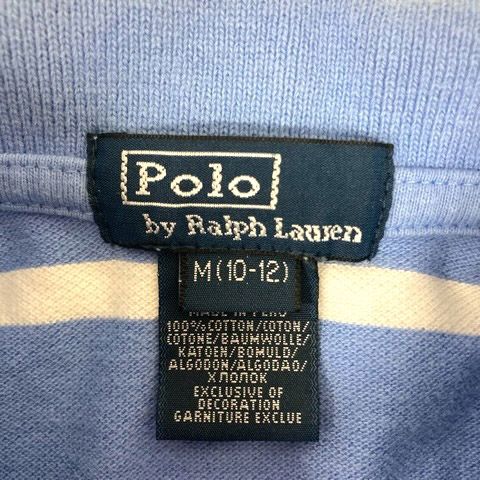 Polo
by Ralph Lauren
M (10-12)
MADE IN PERU
100%COTTON/COTON/
COTONE/BAUMWOLLE/
KATOEN/BOMULD/
ALGODON/ALGODAO/
ХЛОПОК
EXCLUSIVE OF
DECORATION
GARNITURE EXCLUE